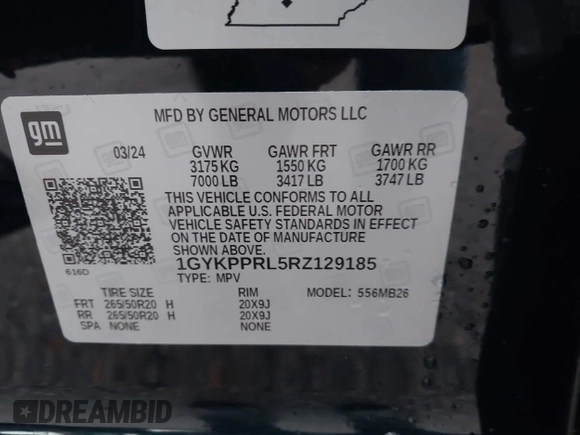 MFD BY GENERAL MOTORS LLC
gm
03/24 GVWR GAWR FRT GAWR RR
3175 KG 1550 KG 1700 KG
7000 LB 3417 LB 3747 LB
THIS VEHICLE CONFORMS TO ALL
APPLICABLE U.S. FEDERAL MOTOR
VEHICLE SAFETY STANDARDS IN EFFECT
ON THE DATE OF MANUFACTURE
SHOWN ABOVE.
616D
1GYKPPRL5RZ129185
TYPE: MPV
TIRE SIZE RIM MODEL: 556MB26
FRT 265/50R20 H 20X9J
RR 265/50R20 H 20X9J
SPA NONE NONE
DREAMBID